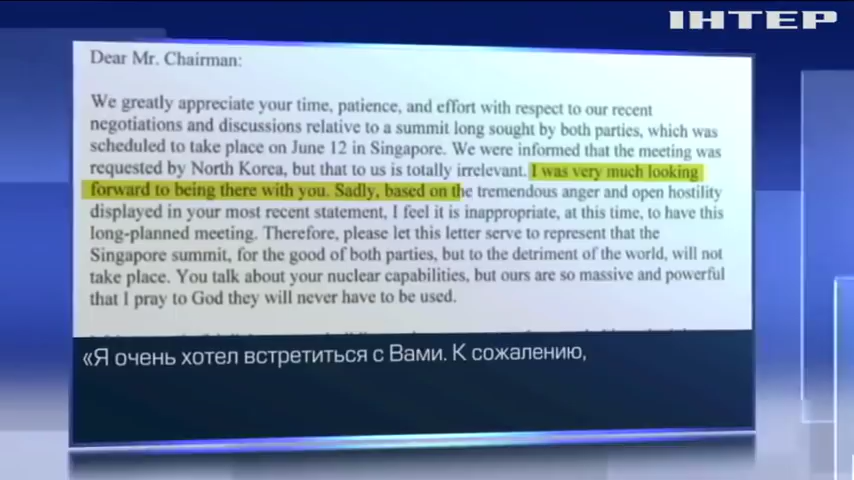 ІНТЕР
Dear Mr. Chairman:
We greatly appreciate your time, patience, and effort with respect to our recent
negotiations and discussions relative to a summit long sought by both parties, which was
scheduled to take place on June 12 in Singapore. We were informed that the meeting was
requested by North Korea, but that to us is totally irrelevant. I was very much looking
forward to being there with you. Sadly, based on the tremendous anger and open hostility
displayed in your most recent statement, I feel it is inappropriate, at this time, to have this
long-planned meeting. Therefore, please let this letter serve to represent that the
Singapore summit, for the good of both parties, but to the detriment of the world, will not
take place. You talk about your nuclear capabilities, but ours are so massive and powerful
that I pray to God they will never have to be used.
«Я очень хотел встретиться с Вами. К сожалению,